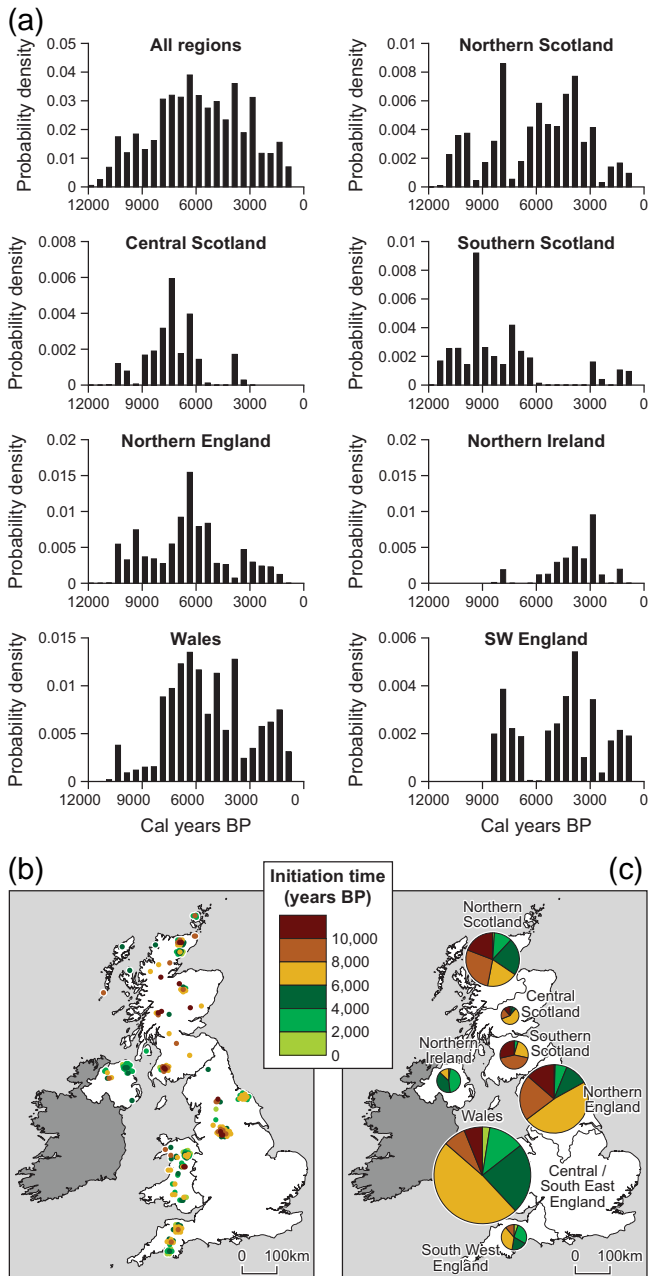 (a)
All regions
Probability density
0.05
0.04
0.03
0.02
0.01
0
12000 9000 6000 3000 0
Northern Scotland
Probability density
0.01
0.008
0.006
0.004
0.002
0
12000 9000 6000 3000 0
Central Scotland
Probability density
0.008
0.006
0.004
0.002
0
12000 9000 6000 3000 0
Southern Scotland
Probability density
0.01
0.008
0.006
0.004
0.002
0
12000 9000 6000 3000 0
Northern England
Probability density
0.02
0.015
0.01
0.005
0
12000 9000 6000 3000 0
Northern Ireland
Probability density
0.02
0.015
0.01
0.005
0
12000 9000 6000 3000 0
Wales
Probability density
0.015
0.01
0.005
0
12000 9000 6000 3000 0
Cal years BP
SW England
Probability density
0.006
0.004
0.002
0
12000 9000 6000 3000 0
Cal years BP
(b)
Initiation time
(years BP)
10,000
8,000
6,000
4,000
2,000
0
0 100km
(c)
Northern
Scotland
Central
Scotland
Southern
Scotland
Northern
Ireland
Northern
England
Wales
Central /
South East
England
South West
England
0 100km